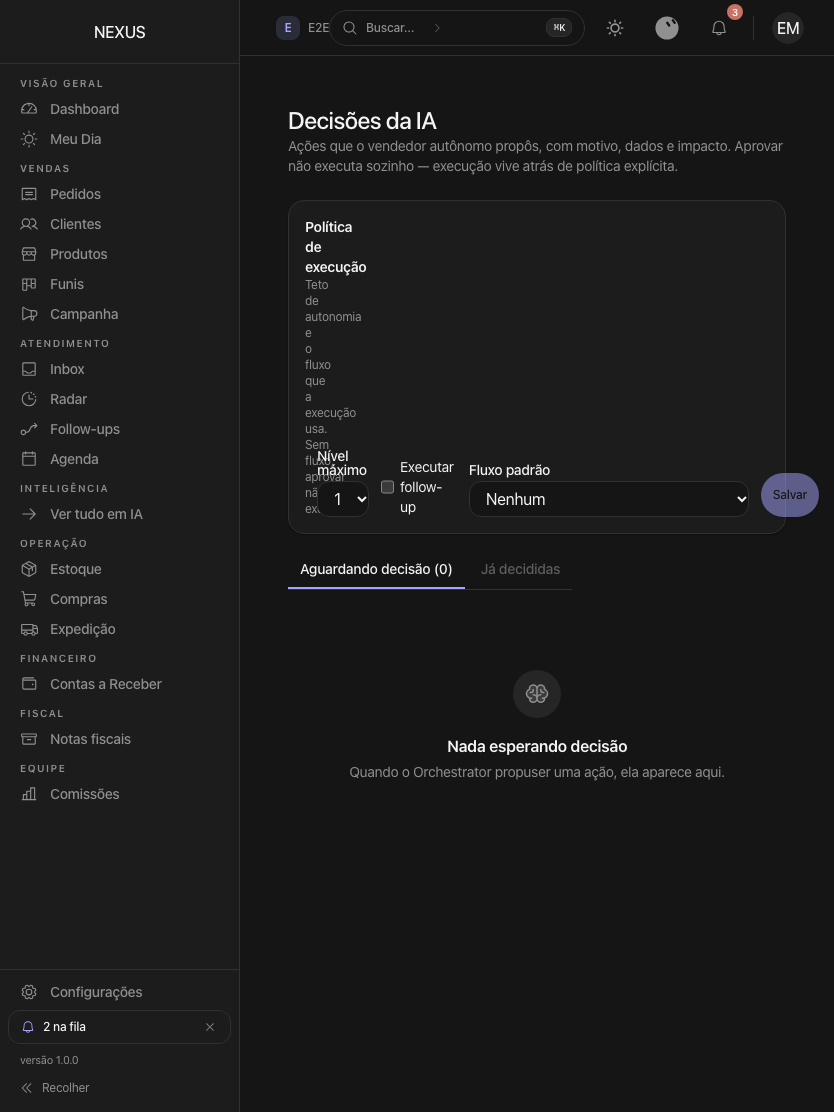 NEXUS
VISÃO GERAL
Dashboard
Meu Dia
VENDAS
Pedidos
Clientes
Produtos
Funis
Campanha
ATENDIMENTO
Inbox
Radar
Follow-ups
Agenda
INTELIGÊNCIA
Ver tudo em IA
OPERAÇÃO
Estoque
Compras
Expedição
FINANCEIRO
Contas a Receber
FISCAL
Notas fiscais
EQUIPE
Comissões
Configurações
2 na fila
versão 1.0.0
Recolher
E E2E
Buscar...
⌘K
3
EM
Decisões da IA
Ações que o vendedor autônomo propôs, com motivo, dados e impacto. Aprovar
não executa sozinho — execução vive atrás de política explícita.
Política
de
execução
Teto
de
autonomia
e
o
fluxo
que
a
execução
usa.
Sem
fluxo,
aprovar
Nível
máximo
1
Executar
follow-
up
Fluxo padrão
Nenhum
Salvar
Aguardando decisão (0)
Já decididas
Nada esperando decisão
Quando o Orchestrator propuser uma ação, ela aparece aqui.